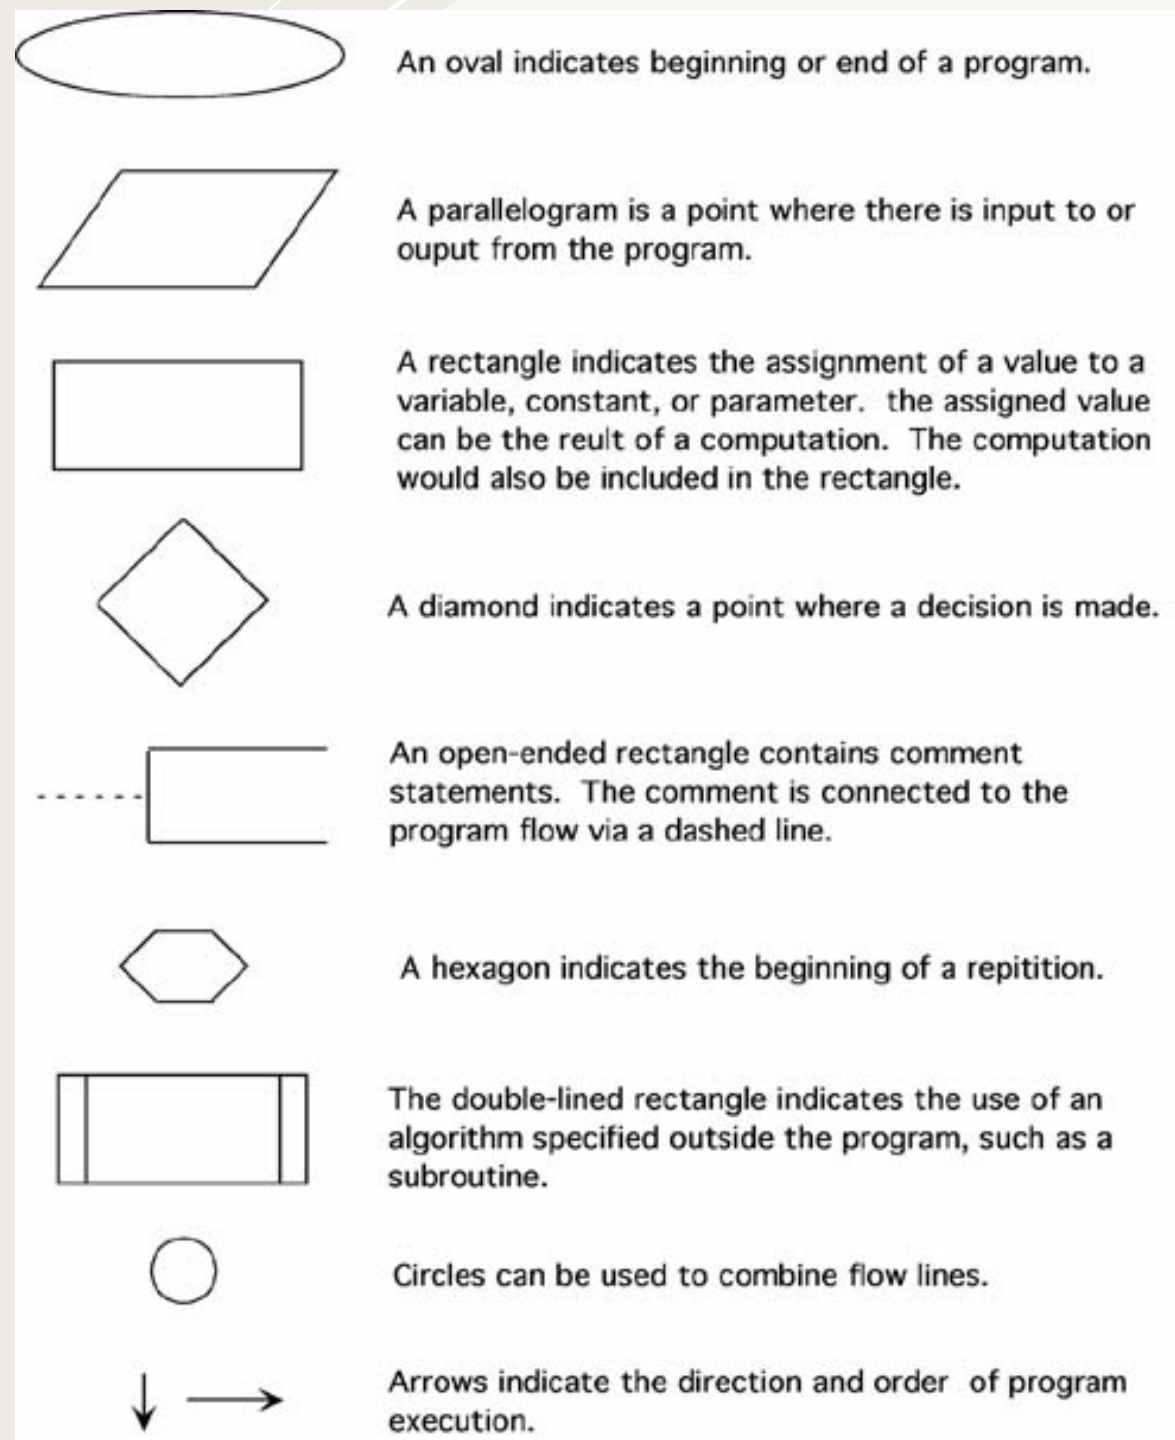 An oval indicates beginning or end of a program.
A parallelogram is a point where there is input to or
ouput from the program.
A rectangle indicates the assignment of a value to a
variable, constant, or parameter.  the assigned value
can be the reult of a computation.  The computation
would also be included in the rectangle.
A diamond indicates a point where a decision is made.
An open-ended rectangle contains comment
statements.  The comment is connected to the
program flow via a dashed line.
A hexagon indicates the beginning of a repitition.
The double-lined rectangle indicates the use of an
algorithm specified outside the program, such as a
subroutine.
Circles can be used to combine flow lines.
Arrows indicate the direction and order  of program
execution.